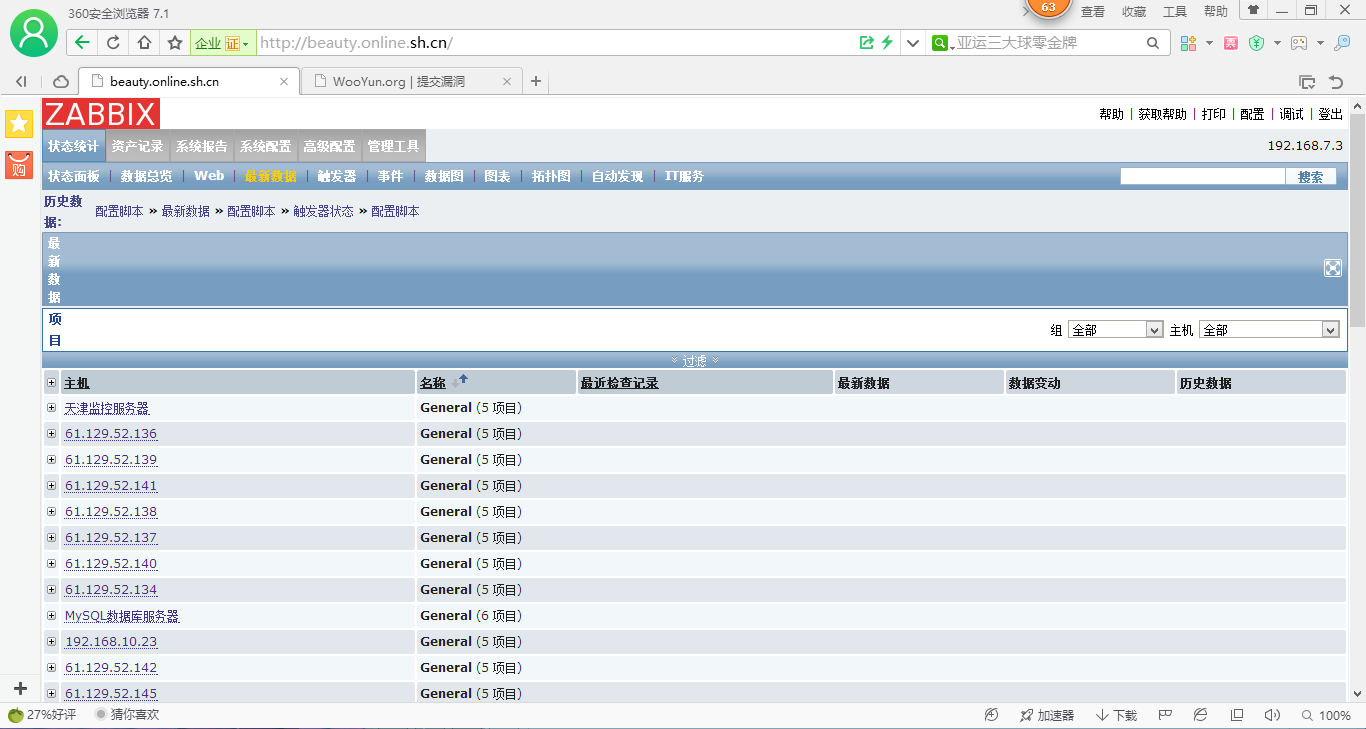 360安全浏览器 7.1
63
查看 收藏 工具 帮助
企业 证 http://beauty.online.sh.cn/ 亚运三大球零金牌
beauty.online.sh.cn WooYun.org | 提交漏洞
ZABBIX
帮助 | 获取帮助 | 打印 | 配置 | 调试 | 登出
状态统计 资产记录 系统报告 系统配置 高级配置 管理工具
192.168.7.3
状态面板 | 数据总览 | Web | 最新数据 | 触发器 | 事件 | 数据图 | 图表 | 拓扑图 | 自动发现 | IT服务
搜索
历史数据: 配置脚本 » 最新数据 » 配置脚本 » 触发器状态 » 配置脚本
最
新
数
据
项
目
组 全部 主机 全部
过滤
主机 名称 最近检查记录 最新数据 数据变动 历史数据
天津监控服务器 General (5 项目)
61.129.52.136 General (5 项目)
61.129.52.139 General (5 项目)
61.129.52.141 General (5 项目)
61.129.52.138 General (5 项目)
61.129.52.137 General (5 项目)
61.129.52.140 General (5 项目)
61.129.52.134 General (5 项目)
MySQL数据库服务器 General (6 项目)
192.168.10.23 General (5 项目)
61.129.52.142 General (5 项目)
61.129.52.145 General (5 项目)
购
票
27%好评 猜你喜欢 加速器 下载 100%